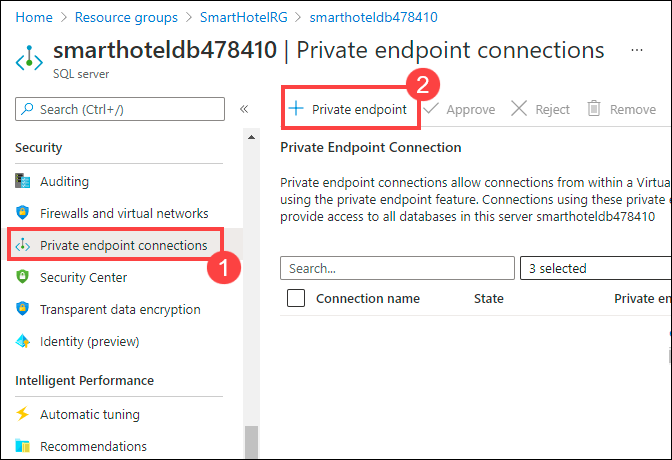 Home > Resource groups > SmartHotelRG > smarthoteldb478410
smarthoteldb478410 | Private endpoint connections ...
SQL server
Search (Ctrl+/)
«
Security
Auditing
Firewalls and virtual networks
Private endpoint connections
1
Security Center
Transparent data encryption
Identity (preview)
Intelligent Performance
Automatic tuning
Recommendations
2
+ Private endpoint
Approve
Reject
Remove
Private Endpoint Connection
Private endpoint connections allow connections from within a Virtua
using the private endpoint feature. Connections using these private e
provide access to all databases in this server smarthoteldb478410
Search...
3 selected
Connection name
State
Private en